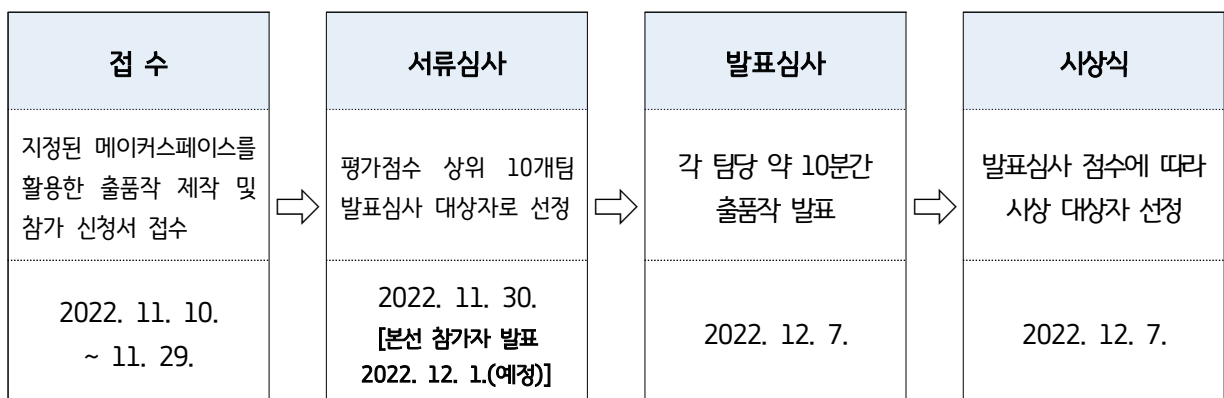 접 수
지정된 메이커스페이스를
활용한 출품작 제작 및
참가 신청서 접수
2022. 11. 10.
~ 11. 29.
서류심사
평가점수 상위 10개팀
발표심사 대상자로 선정
2022. 11. 30.
[본선 참가자 발표
2022. 12. 1.(예정)]
발표심사
각 팀당 약 10분간
출품작 발표
2022. 12. 7.
시상식
발표심사 점수에 따라
시상 대상자 선정
2022. 12. 7.